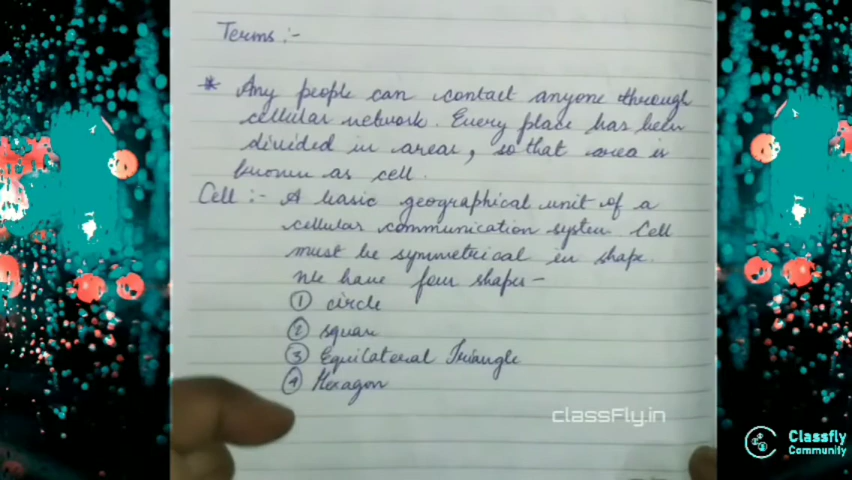 Terms :-
* Any people can contact anyone through
cellular network. Every place has been
divided in areas, so that area is
known as cell.
Cell :- A basic geographical unit of a
cellular communication system. Cell
must be symmetrical in shape.
We have four shapes -
① circle
② square
③ Equilateral Triangle
④ Hexagon
classFly.in
Classfly
Community